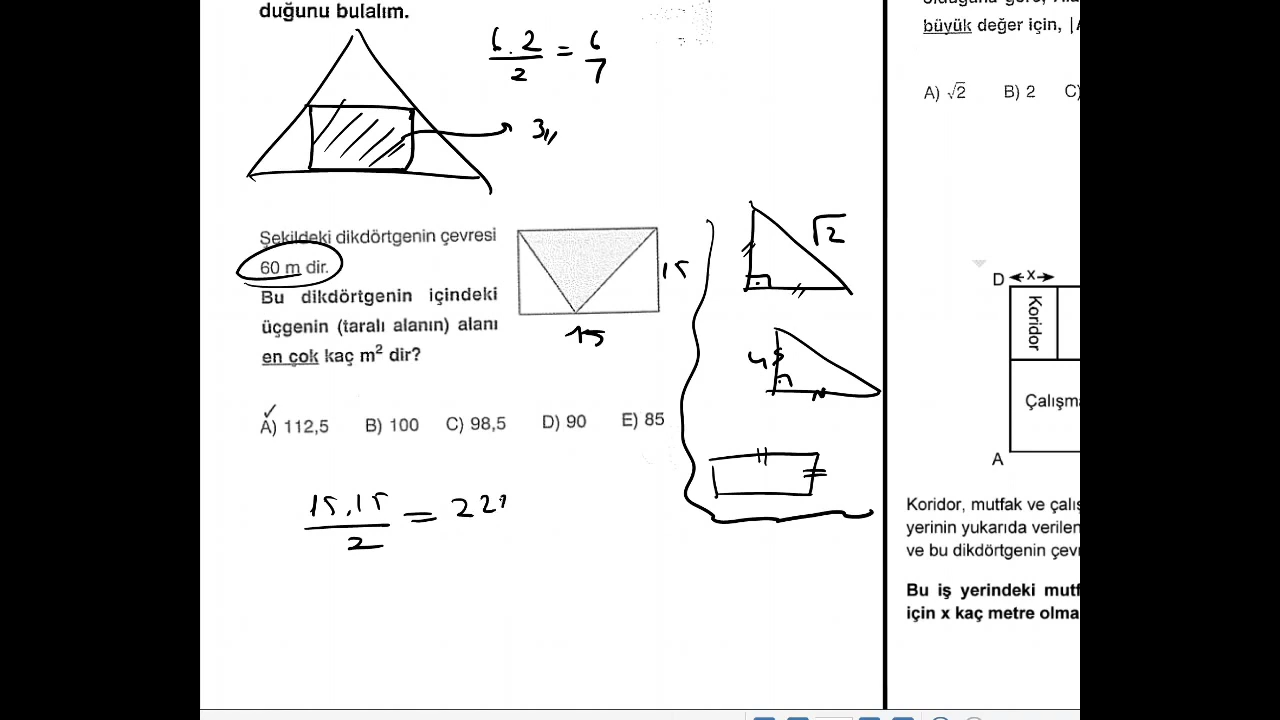 duğunu bulalım.
6.2/2 = 6/7
3,,
Şekildeki dikdörtgenin çevresi
60 m dir.
Bu dikdörtgenin içindeki
üçgenin (taralı alanın) alanı
en çok kaç m² dir?
15
15
A) 112,5 B) 100 C) 98,5 D) 90 E) 85
15.15/2 = 22
√2
büyük değer için, |A
A) √2 B) 2 C)
D x
Koridor
Çalışm
A
Koridor, mutfak ve çalış
yerinin yukarıda verilen
ve bu dikdörtgenin çev
Bu iş yerindeki mutf
için x kaç metre olma